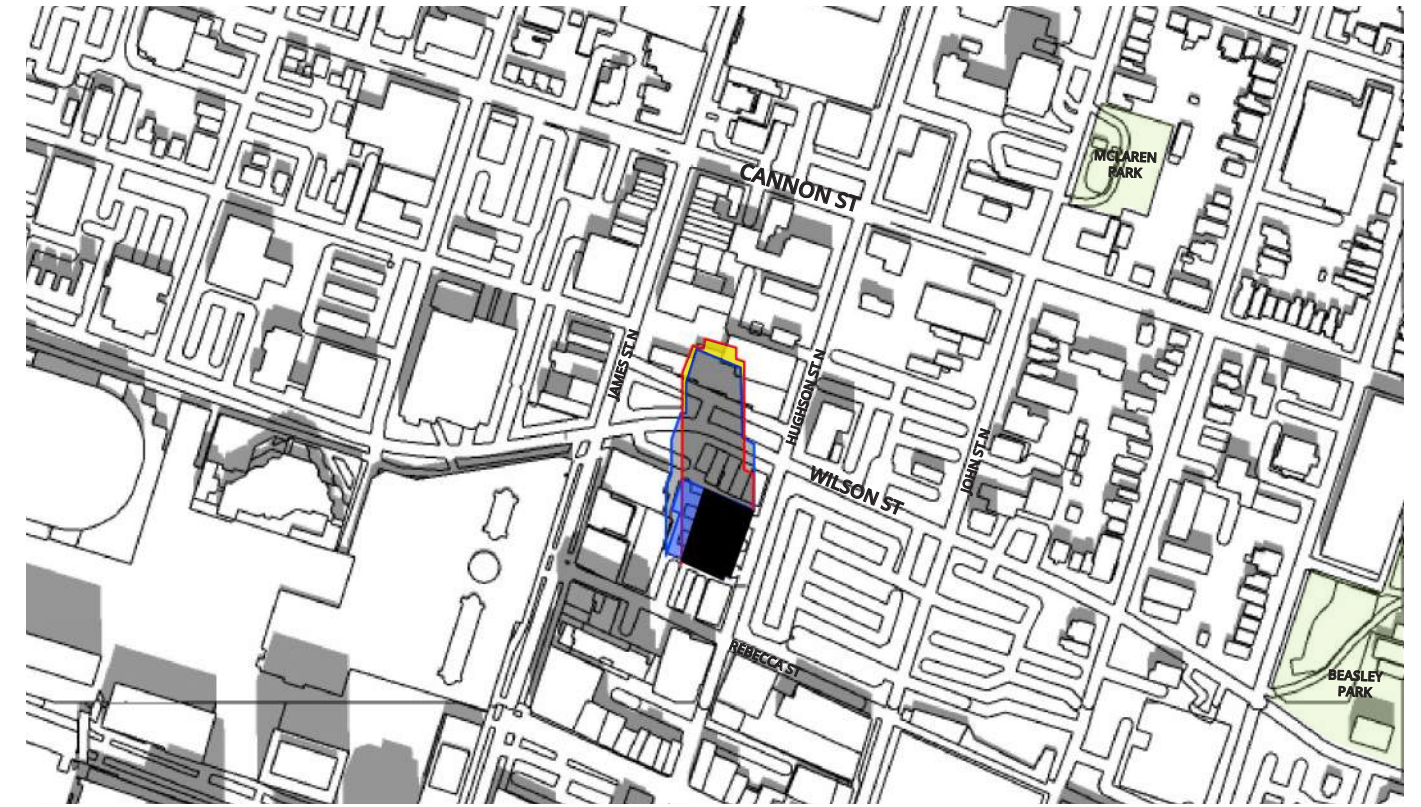 CANNON ST
MCLAREN
PARK
JAMES ST N
HUGHSON ST N
JOHN ST N
WILSON ST
REBECCA ST
BEASLEY
PARK